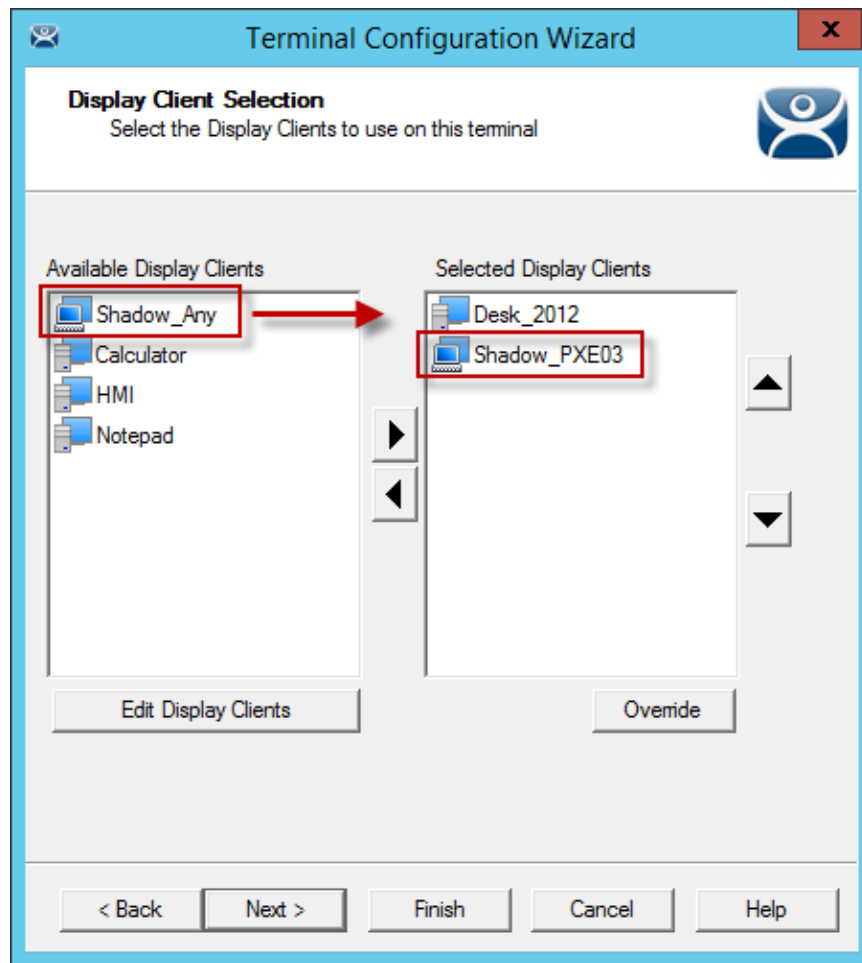 Terminal Configuration Wizard
x
Display Client Selection
Select the Display Clients to use on this terminal
Available Display Clients
Selected Display Clients
Shadow_Any
Calculator
HMI
Notepad
Desk_2012
Shadow_PXE03
Edit Display Clients
Override
< Back
Next >
Finish
Cancel
Help